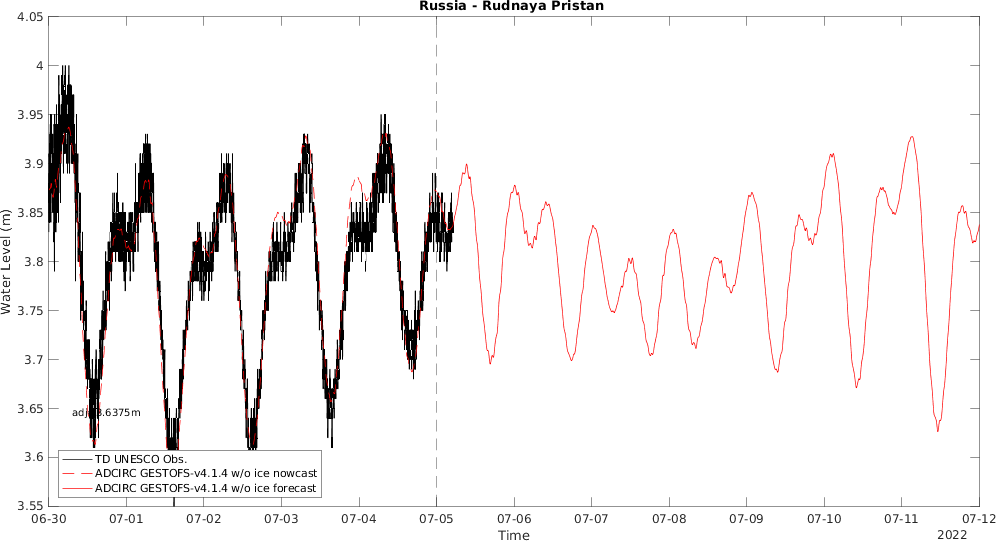 Russia - Rudnaya Pristan
Water Level (m)
4.05
4
3.95
3.9
3.85
3.8
3.75
3.7
3.65
3.6
3.55
3.6375m
TD UNESCO Obs.
ADCIRC GESTOFS-v4.1.4 w/o ice nowcast
ADCIRC GESTOFS-v4.1.4 w/o ice forecast
06-30 07-01 07-02 07-03 07-04 07-05 07-06 07-07 07-08 07-09 07-10 07-11 07-12
Time
2022